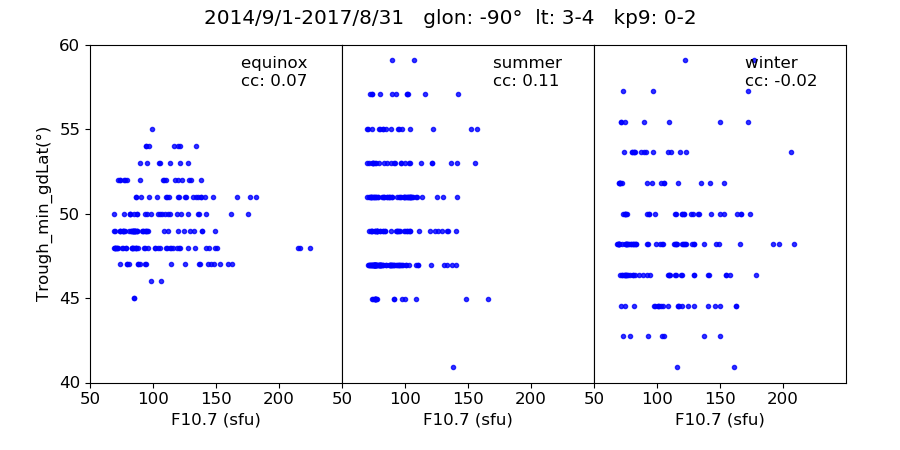 2014/9/1-2017/8/31 glon: -90° lt: 3-4 kp9: 0-2
equinox
cc: 0.07
summer
cc: 0.11
winter
cc: -0.02
Trough_min_gdLat(°)
60
55
50
45
40
50 100 150 200 50 100 150 200 50 100 150 200
F10.7 (sfu) F10.7 (sfu) F10.7 (sfu)